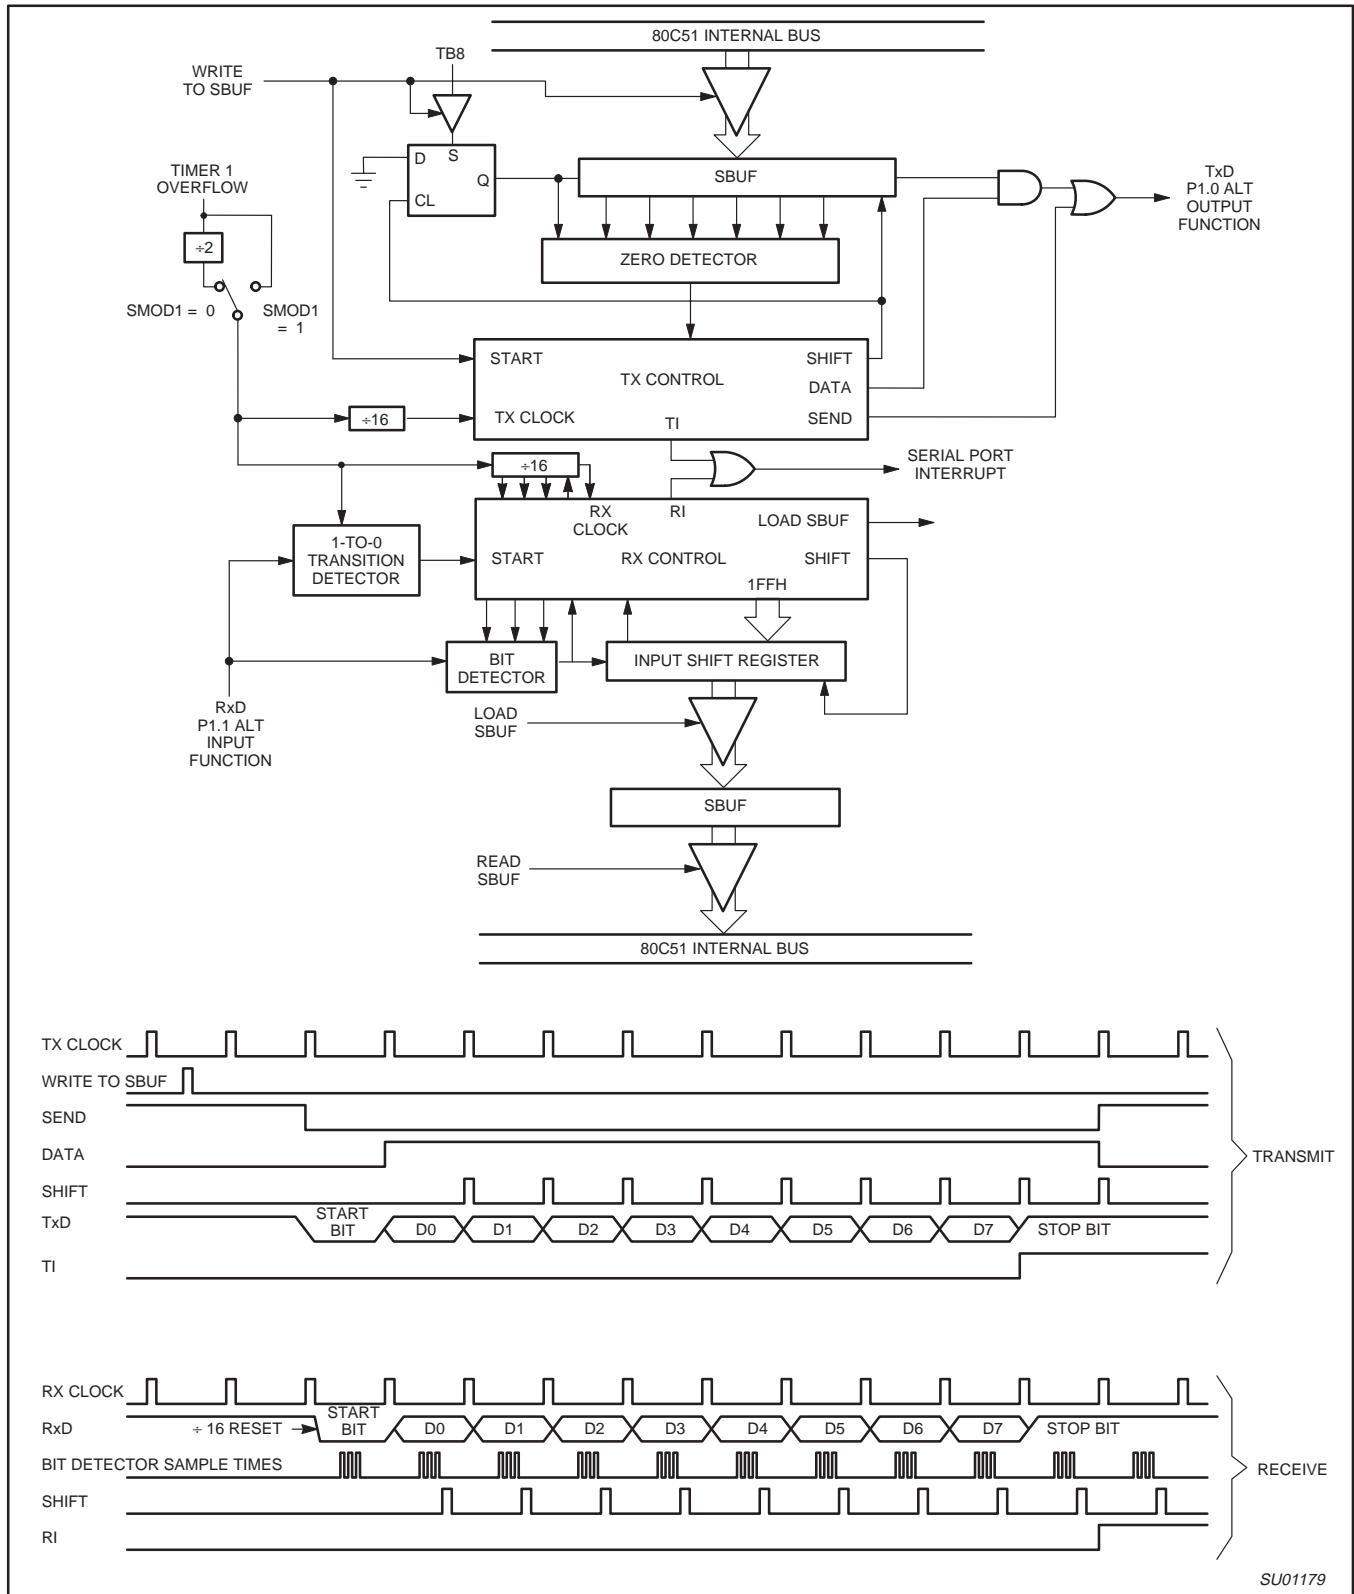 80C51 INTERNAL BUS
TB8
WRITE
TO SBUF
D
S
Q
CL
SBUF
TxD
P1.0 ALT
OUTPUT
FUNCTION
TIMER 1
OVERFLOW
÷2
ZERO DETECTOR
SMOD1 = 0
SMOD1
= 1
START
SHIFT
TX CONTROL
DATA
TX CLOCK
TI
SEND
÷16
SERIAL PORT
INTERRUPT
÷16
RX
CLOCK
RI
LOAD SBUF
1-TO-0
TRANSITION
DETECTOR
START
RX CONTROL
SHIFT
1FFH
BIT
DETECTOR
INPUT SHIFT REGISTER
RxD
P1.1 ALT
INPUT
FUNCTION
LOAD
SBUF
SBUF
READ
SBUF
80C51 INTERNAL BUS
TX CLOCK
WRITE TO SBUF
SEND
DATA
TRANSMIT
SHIFT
TxD
START
BIT
D0 D1 D2 D3 D4 D5 D6 D7 STOP BIT
TI
RX CLOCK
RxD
÷ 16 RESET
START
BIT
D0 D1 D2 D3 D4 D5 D6 D7 STOP BIT
BIT DETECTOR SAMPLE TIMES
RECEIVE
SHIFT
RI
SU01179